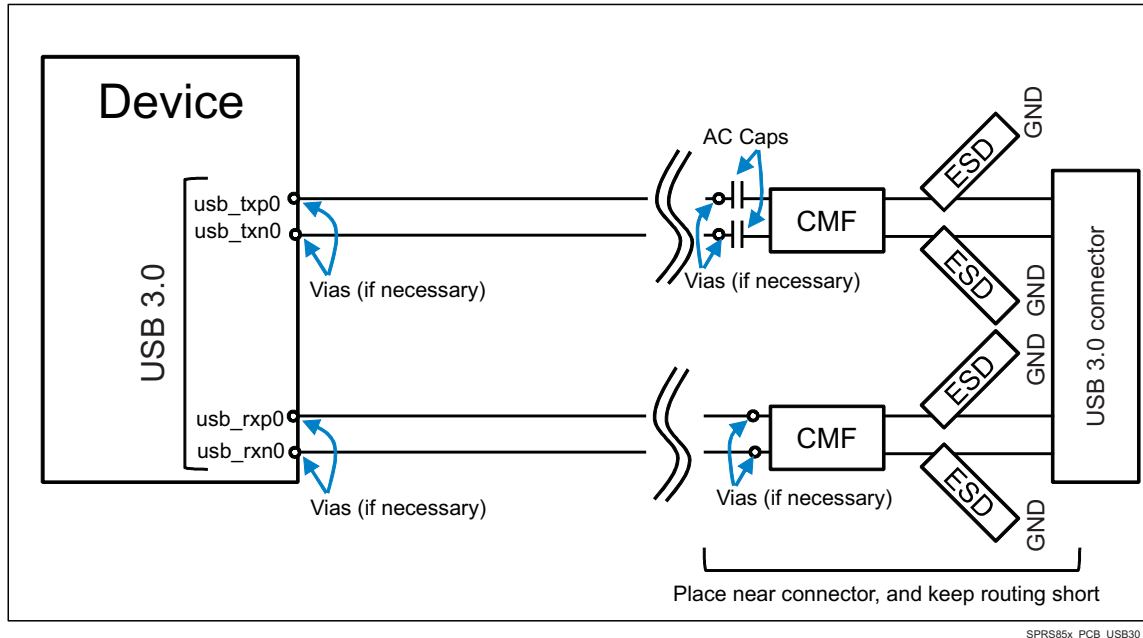 Device
USB 3.0
usb_txp0
usb_txn0
Vias (if necessary)
usb_rxp0
usb_rxn0
Vias (if necessary)
AC Caps
CMF
Vias (if necessary)
CMF
Vias (if necessary)
ESD
GND
ESD
GND
ESD
GND
ESD
GND
USB 3.0 connector
Place near connector, and keep routing short
SPRS85x_PCB_USB30